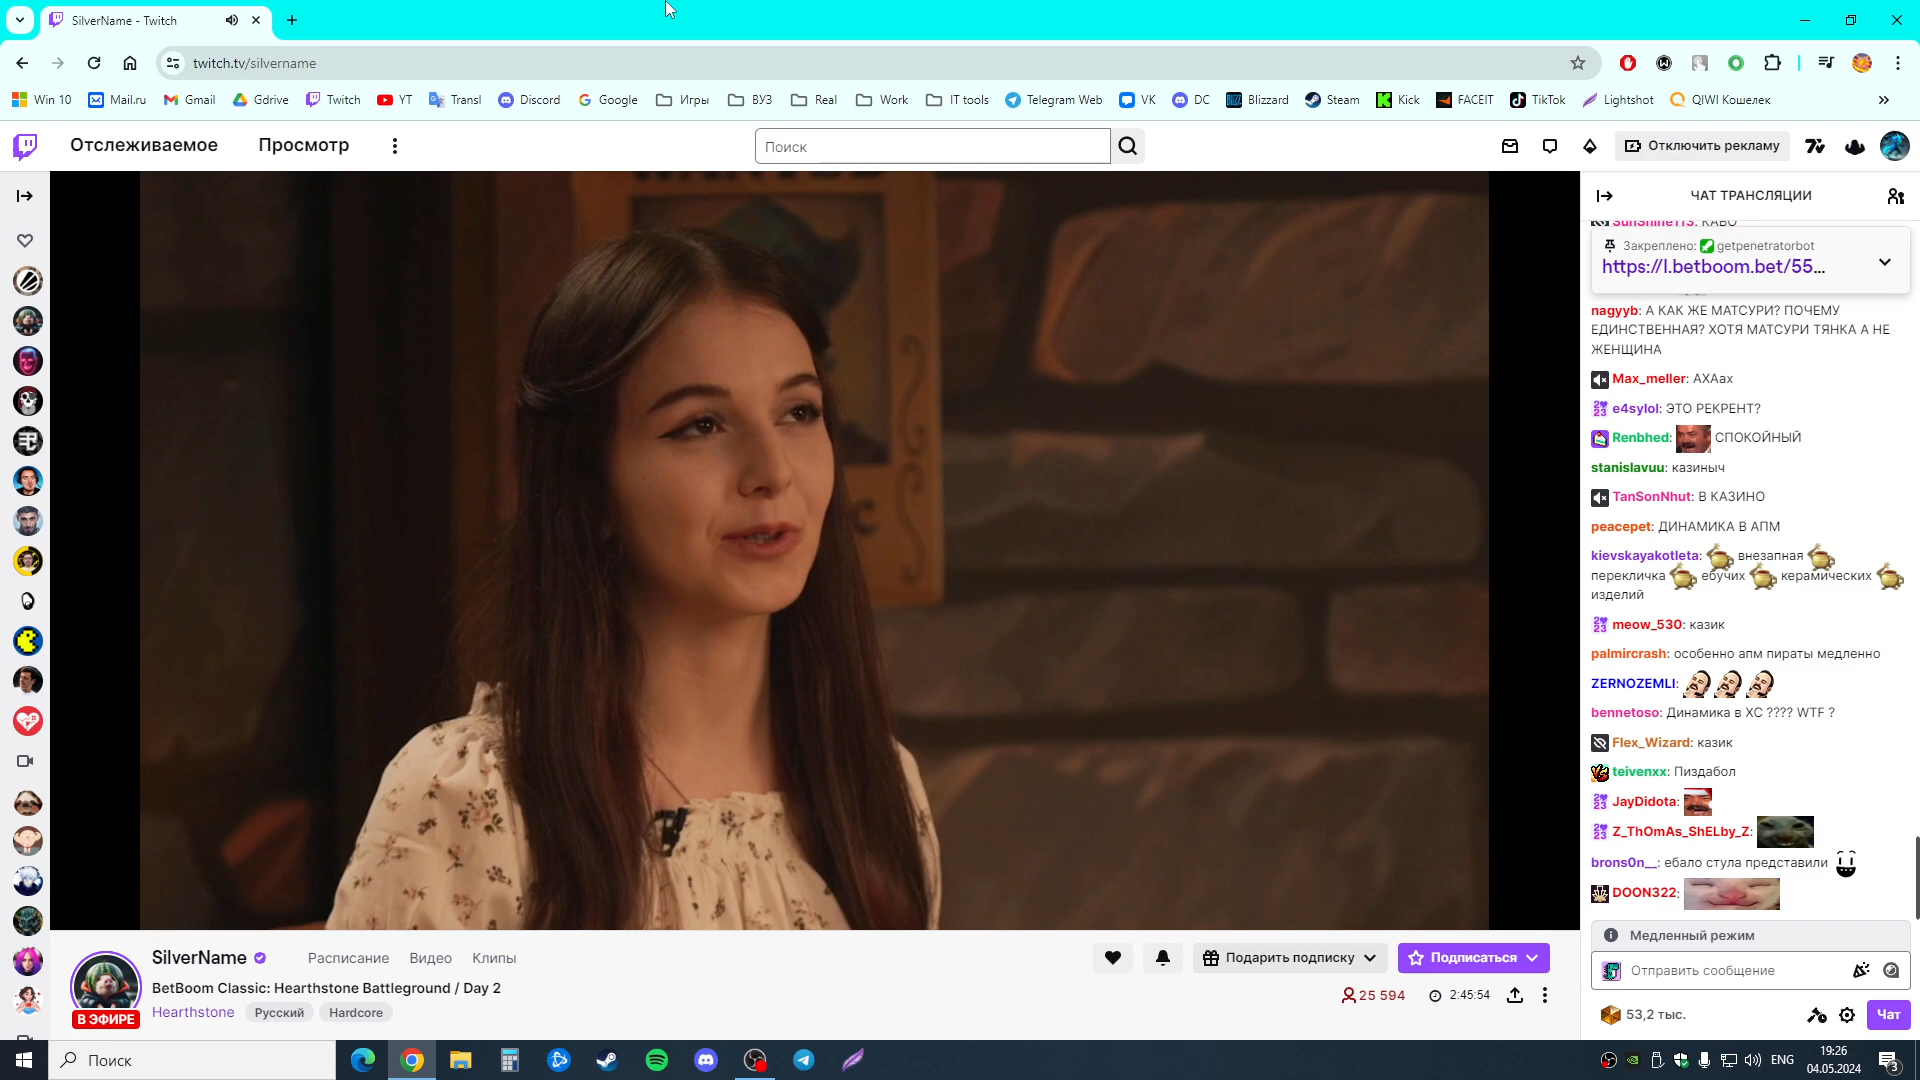 SilverName - Twitch
twitch.tv/silvername
Win 10
Mail.ru
Gmail
Gdrive
Twitch
YT
Transl
Discord
Google
Игры
ВУЗ
Real
Work
IT tools
Telegram Web
VK
DC
Blizzard
Steam
Kick
FACEIT
TikTok
Lightshot
QIWI Кошелек
Отслеживаемое
Просмотр
Поиск
Отключить рекламу
ЧАТ ТРАНСЛЯЦИИ
SunShine113: КАВО
Закреплено: getpenetratorbot
https://l.betboom.bet/55...
nagyyb: А КАК ЖЕ МАТСУРИ? ПОЧЕМУ
ЕДИНСТВЕННАЯ? ХОТЯ МАТСУРИ ТЯНКА А НЕ
ЖЕНЩИНА
Max_meller: АХАах
e4sylol: ЭТО РЕКРЕНТ?
Renbhed: СПОКОЙНЫЙ
stanislavuu: казиныч
TanSonNhut: В КАЗИНО
peacepet: ДИНАМИКА В АПМ
kievskayakotleta: внезапная
перекличка ебучих керамических
изделий
meow_530: казик
palmircrash: особенно апм пираты медленно
ZERNOZEMLI:
bennetoso: Динамика в ХС ???? WTF ?
Flex_Wizard: казик
teivenxx: Пиздабол
JayDidota:
Z_ThOmAs_ShELby_Z:
brons0n__: ебало стула представили
DOON322:
Медленный режим
Отправить сообщение
53,2 тыс.
Чат
SilverName
Расписание
Видео
Клипы
Подарить подписку
Подписаться
BetBoom Classic: Hearthstone Battleground / Day 2
25 594
2:45:54
Hearthstone
Русский
Hardcore
В ЭФИРЕ
Поиск
ENG
19:26
04.05.2024
3